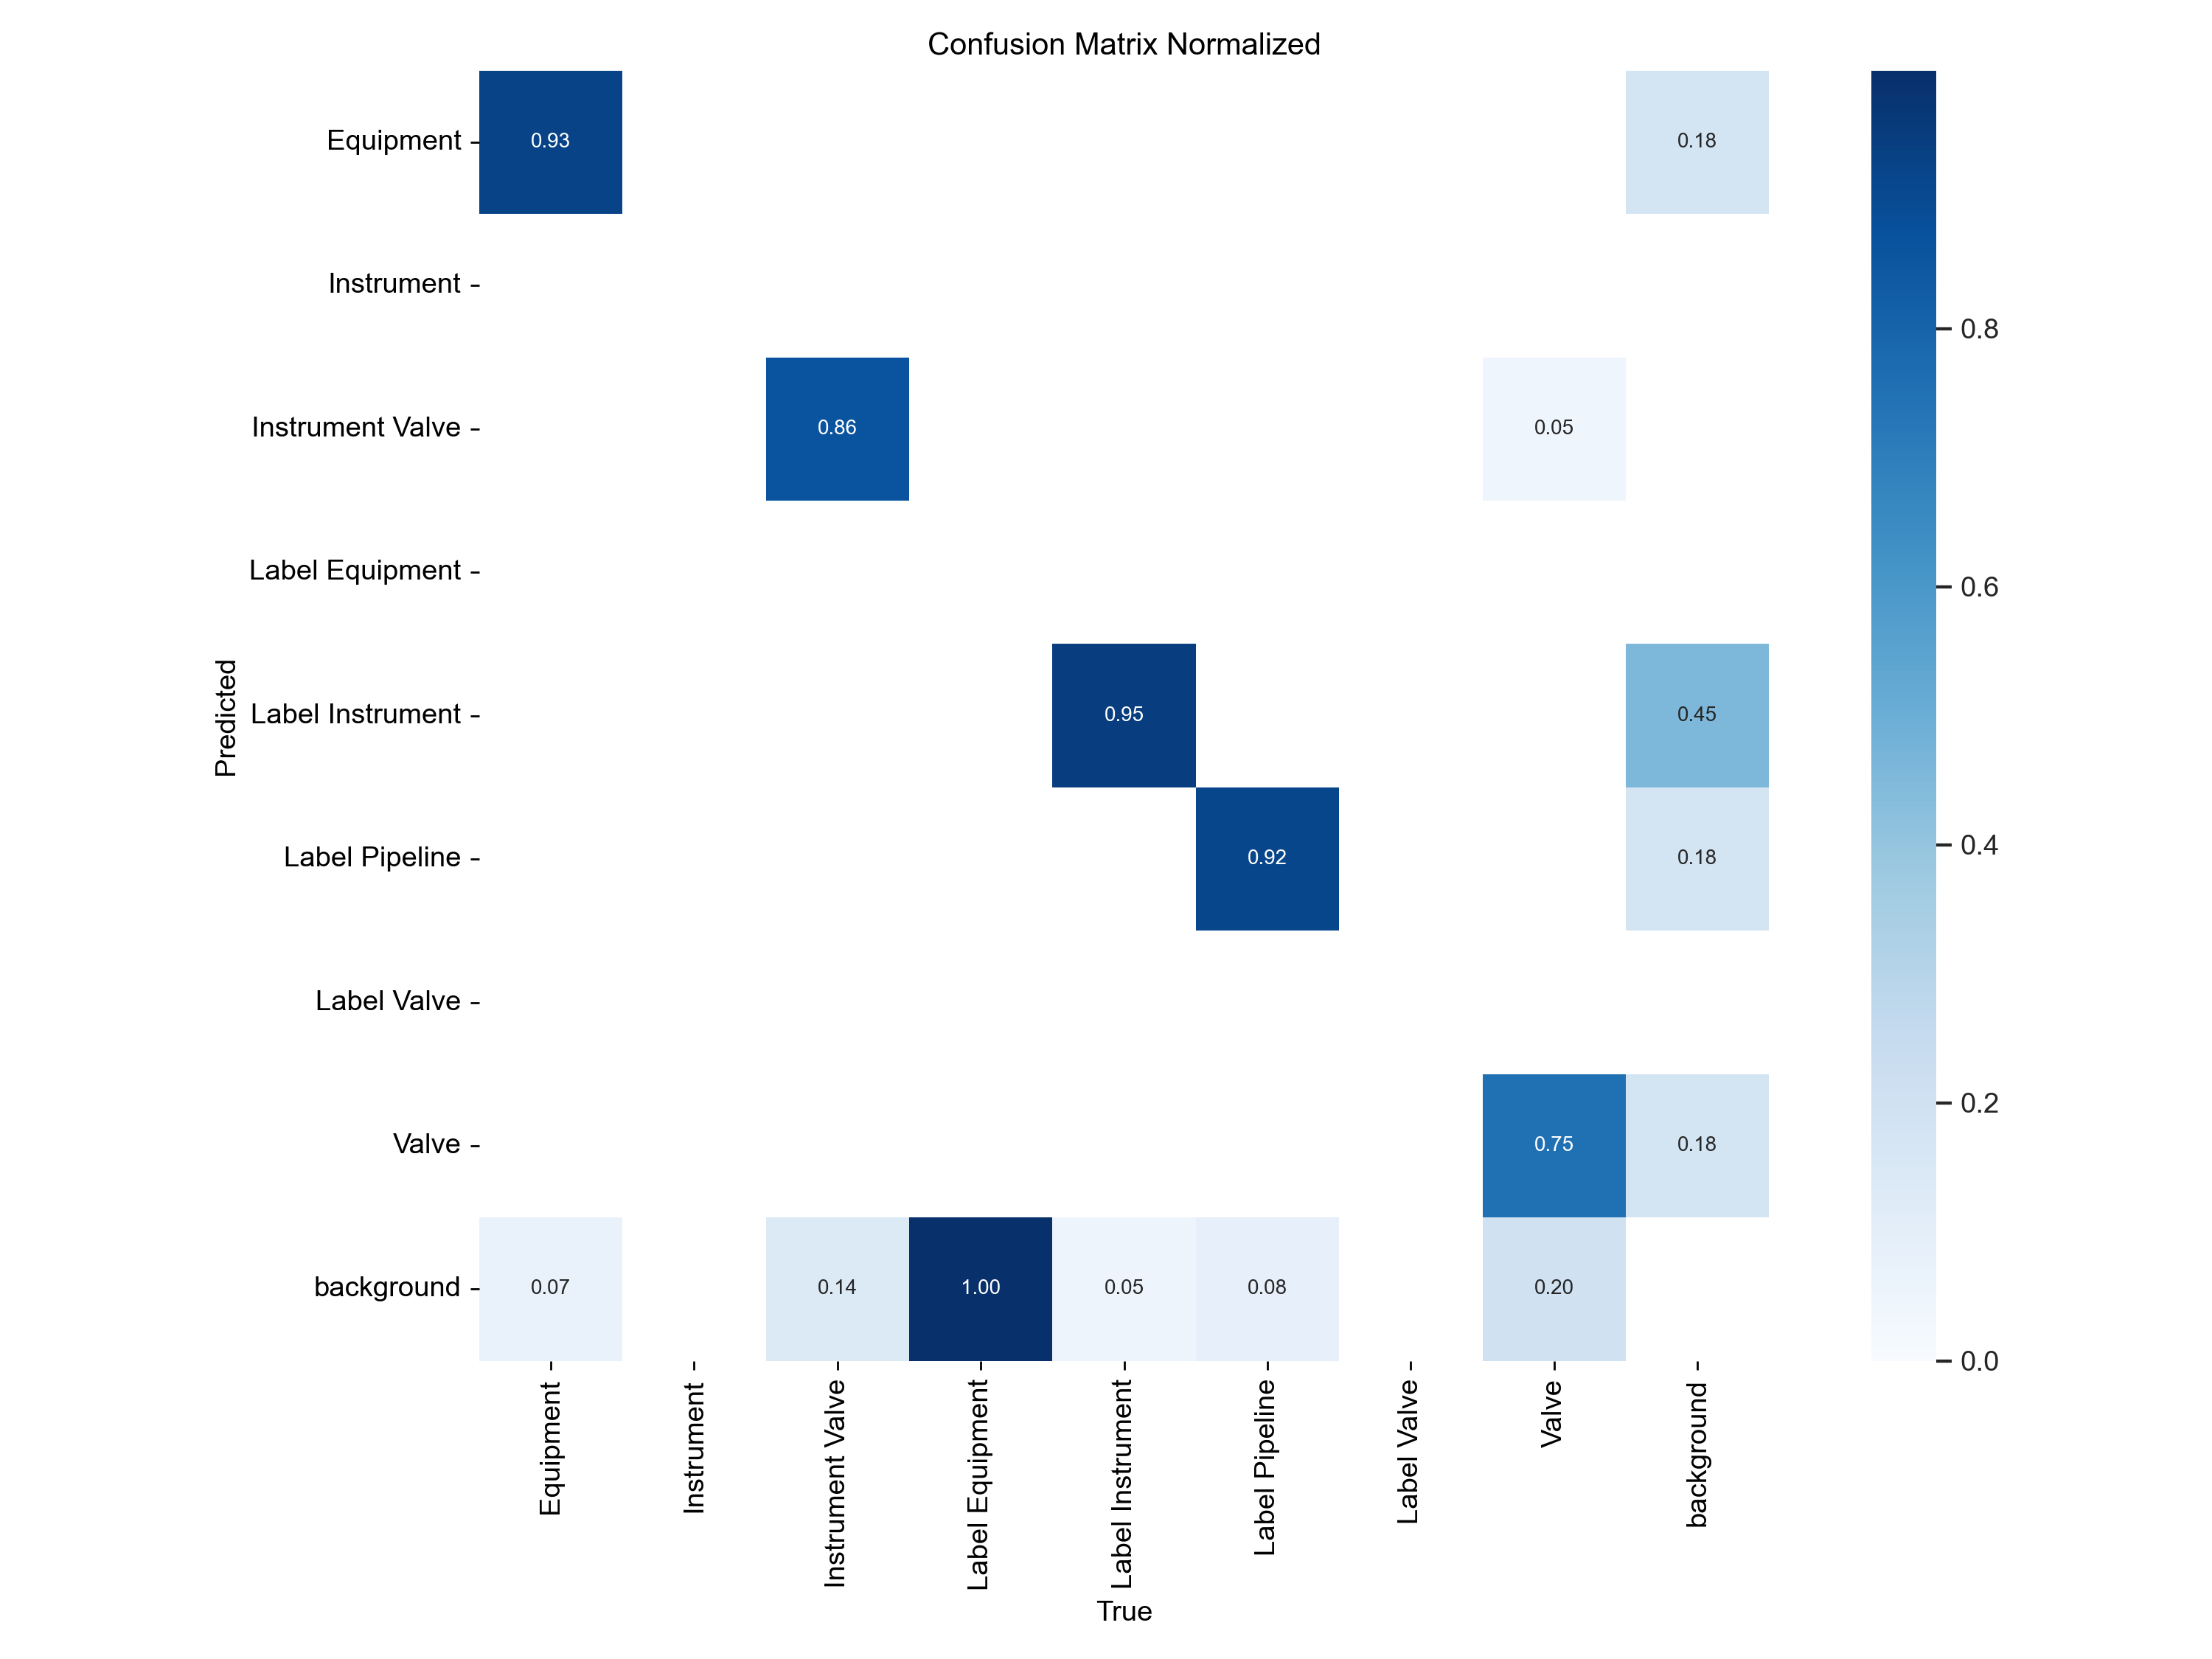 Confusion Matrix Normalized
Equipment
0.93
0.18
Instrument
0.8
Instrument Valve
0.86
0.05
Label Equipment
0.6
Predicted
Label Instrument
0.95
0.45
0.4
Label Pipeline
0.92
0.18
Label Valve
0.2
Valve
0.75
0.18
background
0.07
0.14
1.00
0.05
0.08
0.20
0.0
Equipment
Instrument
Instrument Valve
Label Equipment
Label Instrument
Label Pipeline
Label Valve
Valve
background
True